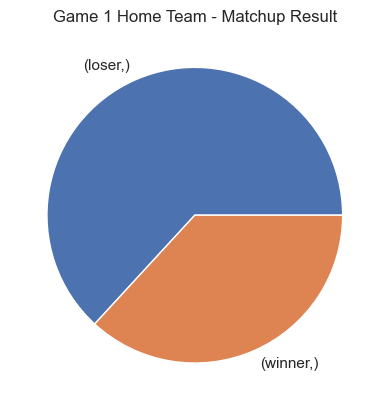 Game 1 Home Team - Matchup Result
(loser,)
(winner,)